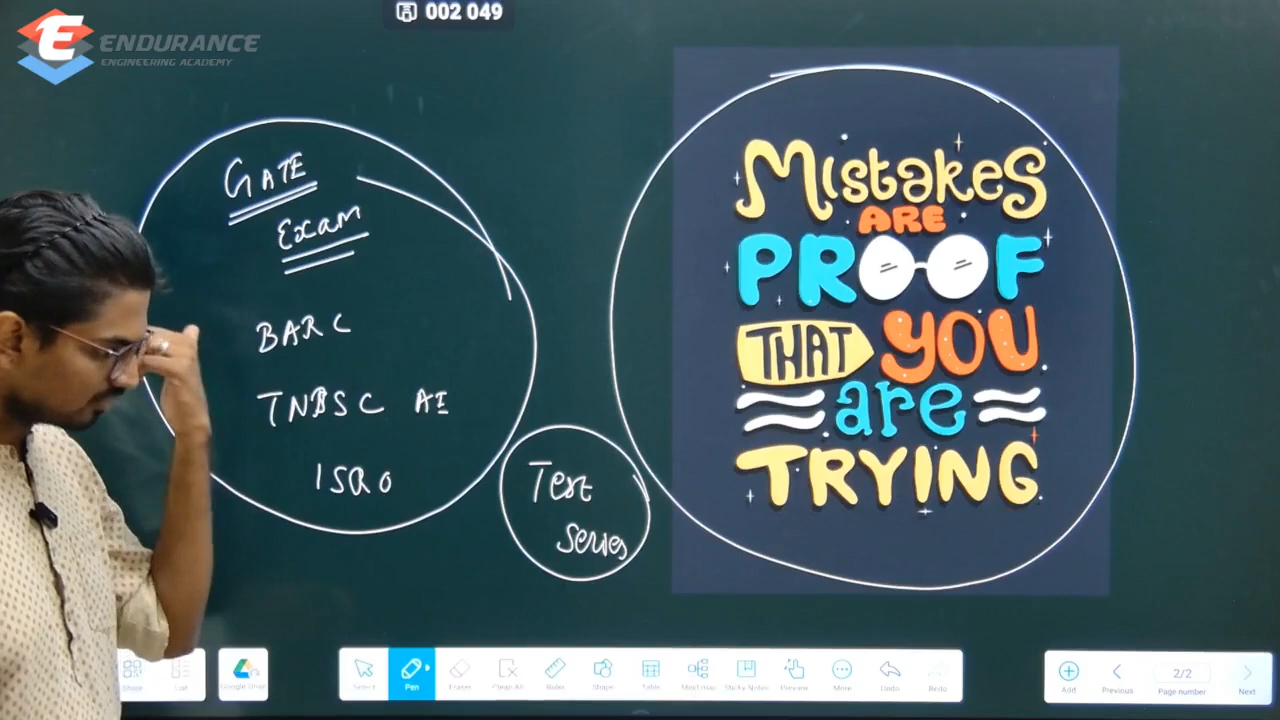 ENDURANCE
ENGINEERING ACADEMY
002 049
GATE
Exam
BARC
TNBSC AE
ISRO
Test
Series
Mistakes
ARE
PROOF
THAT YOU
are
TRYING
Google Drive
Select
Pen
Eraser
Clean All
Ruler
Shape
Table
Mind map
Sticky Notes
Preview
More
Undo
Redo
Add
Previous
2/2
Page number
Next